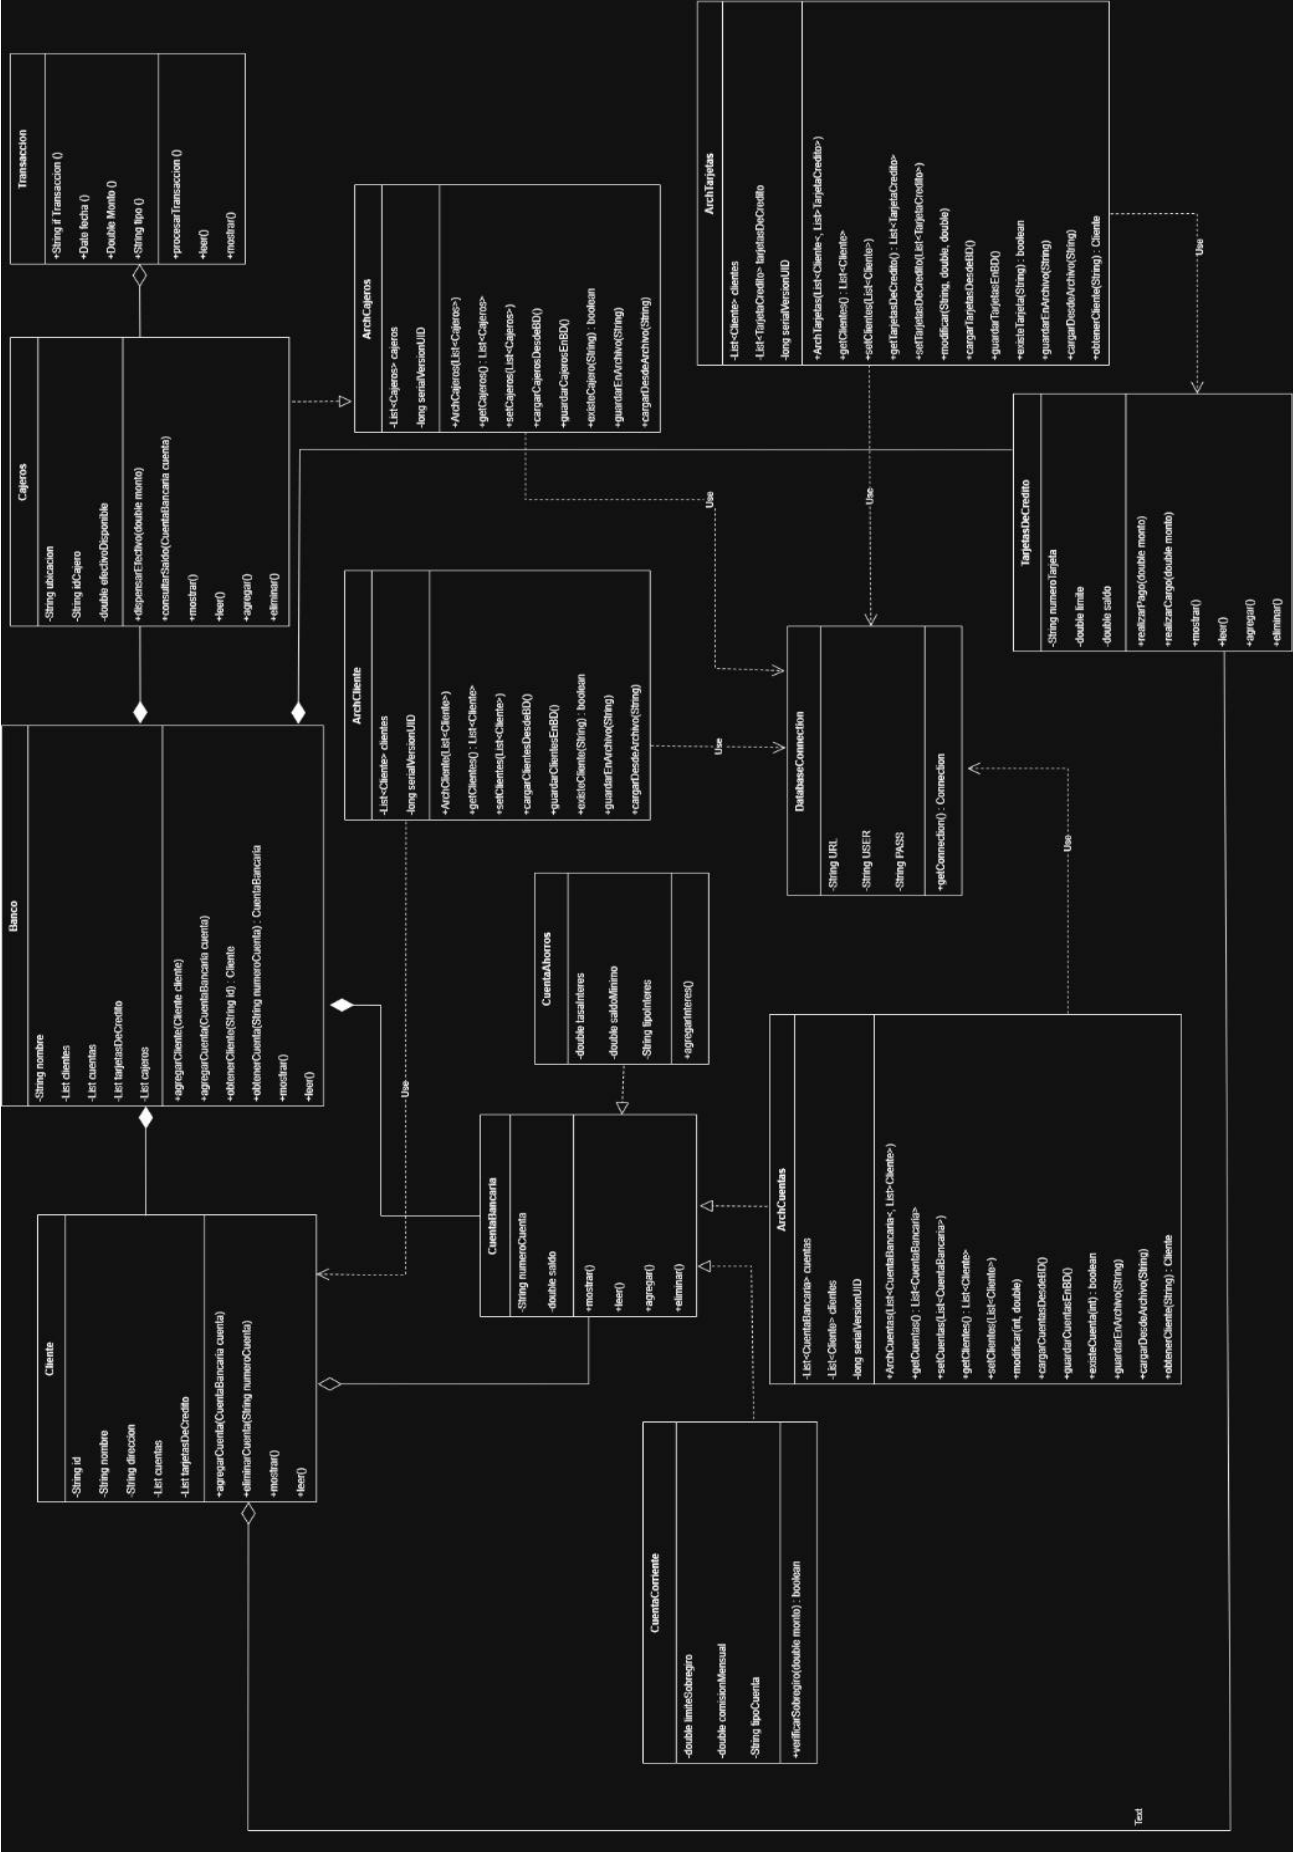 Cliente
-String id
-String nombre
-String direccion
-List cuentas
-List tarjetasDeCredito
+agregarCuenta(CuentaBancaria cuenta)
+eliminarCuenta(String numeroCuenta)
+mostrar()
+leer()
Banco
-String nombre
-List clientes
-List cuentas
-List tarjetasDeCredito
-List cajeros
+agregarCliente(Cliente cliente)
+agregarCuenta(CuentaBancaria cuenta)
+obtenerCliente(String id) : Cliente
+obtenerCuenta(String numeroCuenta) : CuentaBancaria
+mostrar()
+leer()
Cajeros
-String ubicacion
-String idCajero
-double efectivoDisponible
+dispensarEfectivo(double monto)
+consultarSaldo(CuentaBancaria cuenta)
+mostrar()
+leer()
+agregar()
+eliminar()
Transaccion
+String if Transaccion ()
+Date fecha ()
+Double Monto ()
+String tipo ()
+procesarTransaccion ()
+leer()
+mostrar()
ArchCliente
-List<Cliente> clientes
-long serialVersionUID
+ArchCliente(List<Cliente>)
+getClientes() : List<Cliente>
+setClientes(List<Cliente>)
+cargarClientesDesdeBD()
+guardarClientesEnBD()
+existeCliente(String) : boolean
+guardarEnArchivo(String)
+cargarDesdeArchivo(String)
ArchCajeros
-List<Cajeros> cajeros
-long serialVersionUID
+ArchCajeros(List<Cajeros>)
+getCajeros() : List<Cajeros>
+setCajeros(List<Cajeros>)
+cargarCajerosDesdeBD()
+guardarCajerosEnBD()
+existeCajero(String) : boolean
+guardarEnArchivo(String)
+cargarDesdeArchivo(String)
Use
CuentaBancaria
-String numeroCuenta
-double saldo
+mostrar()
+leer()
+agregar()
+eliminar()
CuentaAhorros
-double tasaInteres
-double saldoMinimo
-String tipoInteres
+agregarInteres()
CuentaCorriente
-double limiteSobregiro
-double comisionMensual
-String tipoCuenta
+verificarSobregiro(double monto) : boolean
Use
Use
ArchTarjetas
-List<Cliente> clientes
-List<TarjetaCredito> tarjetasDeCredito
-long serialVersionUID
+ArchTarjetas(List<Cliente<, List>TarjetaCredito>)
+getClientes() : List<Cliente>
+setClientes(List<Cliente>)
+getTarjetasDeCredito() : List<TarjetaCredito>
+setTarjetasDeCredito(List<TarjetaCredito>)
+modificar(String, double, double)
+cargarTarjetasDesdeBD()
+guardarTarjetasEnBD()
+existeTarjeta(String) : boolean
+guardarEnArchivo(String)
+cargarDesdeArchivo(String)
+obtenerCliente(String) : Cliente
ArchCuentas
-List<CuentaBancaria> cuentas
-List<Cliente> clientes
-long serialVersionUID
+ArchCuentas(List<CuentaBancaria<, List>Cliente>)
+getCuentas() : List<CuentaBancaria>
+setCuentas(List<CuentaBancaria>)
+getClientes() : List<Cliente>
+setClientes(List<Cliente>)
+modificar(int, double)
+cargarCuentasDesdeBD()
+guardarCuentasEnBD()
+existeCuenta(int) : boolean
+guardarEnArchivo(String)
+cargarDesdeArchivo(String)
+obtenerCliente(String) : Cliente
DatabaseConnection
-String URL
-String USER
-String PASS
+getConnection() : Connection
Use
Use
TarjetasDeCredito
-String numeroTarjeta
-double limite
-double saldo
+realizarPago(double monto)
+realizarCargo(double monto)
+mostrar()
+leer()
+agregar()
+eliminar()
Use
Text